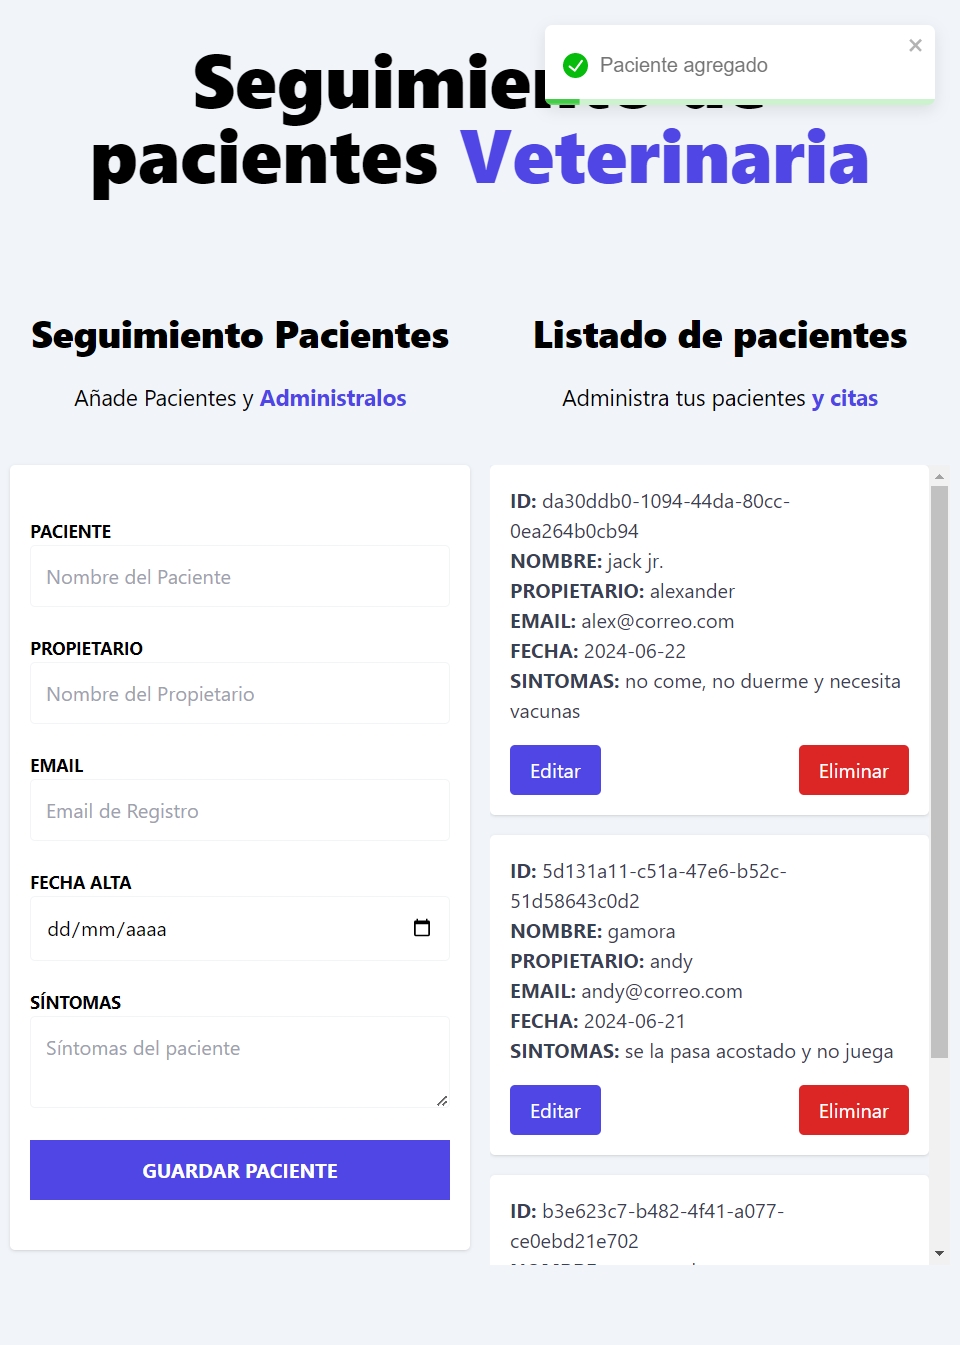 Paciente agregado
Seguimiento de
pacientes Veterinaria
Seguimiento Pacientes
Añade Pacientes y Administralos
PACIENTE
Nombre del Paciente
PROPIETARIO
Nombre del Propietario
EMAIL
Email de Registro
FECHA ALTA
dd/mm/aaaa
SÍNTOMAS
Síntomas del paciente
GUARDAR PACIENTE
Listado de pacientes
Administra tus pacientes y citas
ID: da30ddb0-1094-44da-80cc-
0ea264b0cb94
NOMBRE: jack jr.
PROPIETARIO: alexander
EMAIL: alex@correo.com
FECHA: 2024-06-22
SINTOMAS: no come, no duerme y necesita
vacunas
Editar
Eliminar
ID: 5d131a11-c51a-47e6-b52c-
51d58643c0d2
NOMBRE: gamora
PROPIETARIO: andy
EMAIL: andy@correo.com
FECHA: 2024-06-21
SINTOMAS: se la pasa acostado y no juega
Editar
Eliminar
ID: b3e623c7-b482-4f41-a077-
ce0ebd21e702